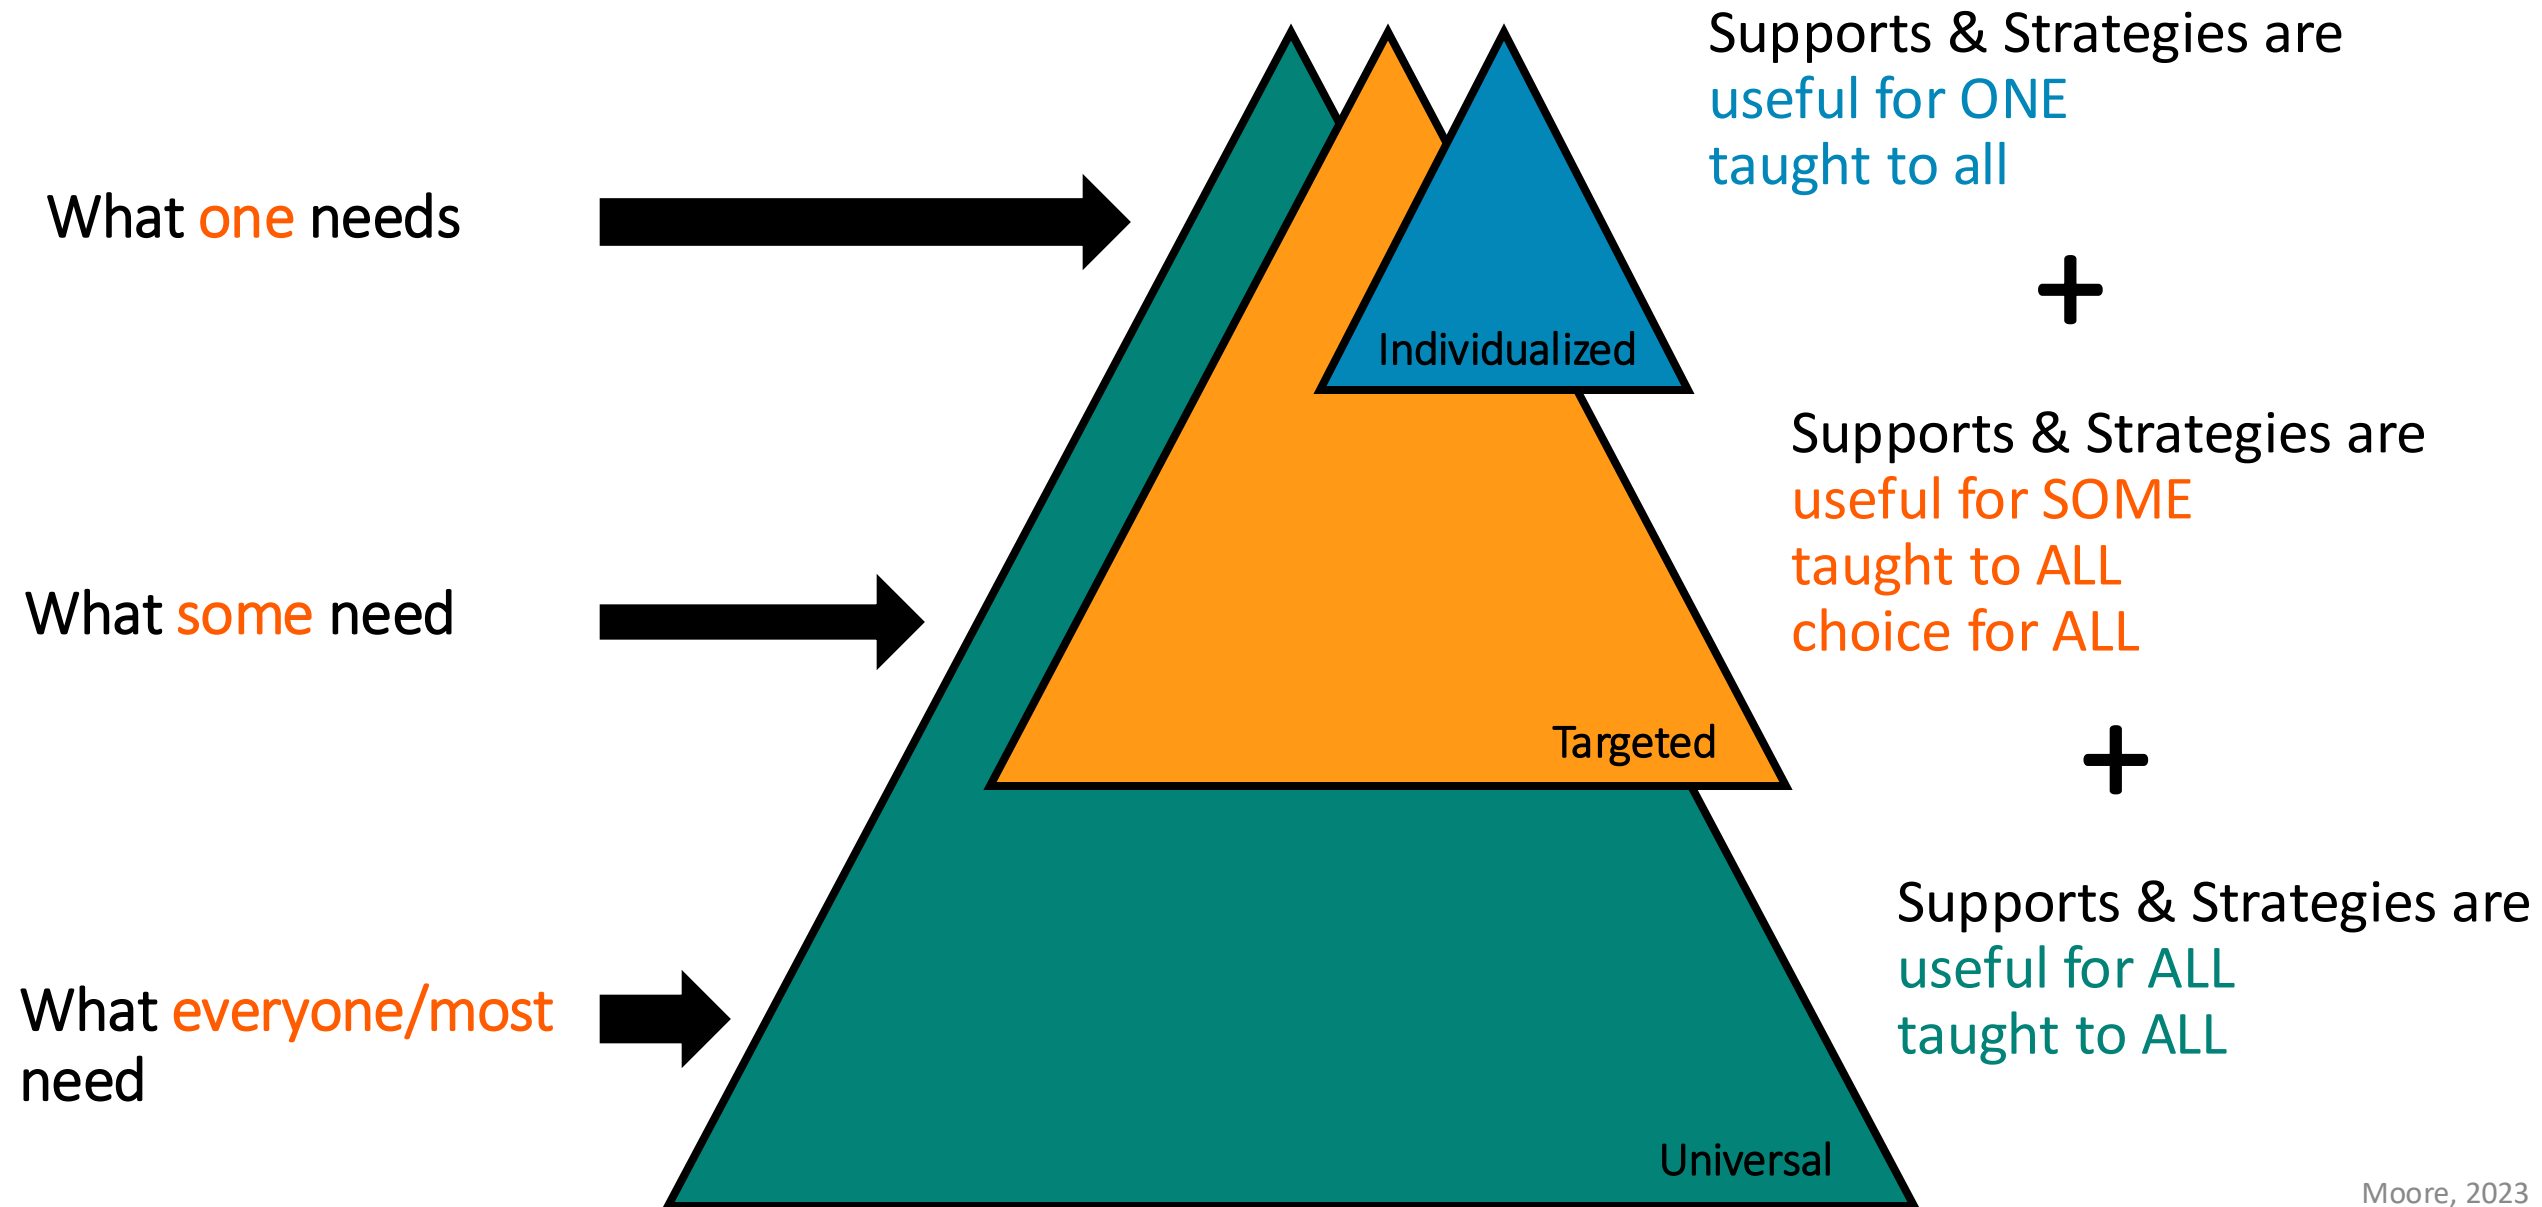 Supports & Strategies are
useful for ONE
taught to all
What one needs
+
Individualized
Supports & Strategies are
useful for SOME
taught to ALL
choice for ALL
What some need
Targeted
+
Supports & Strategies are
useful for ALL
taught to ALL
What everyone/most
need
Universal
Moore, 2023